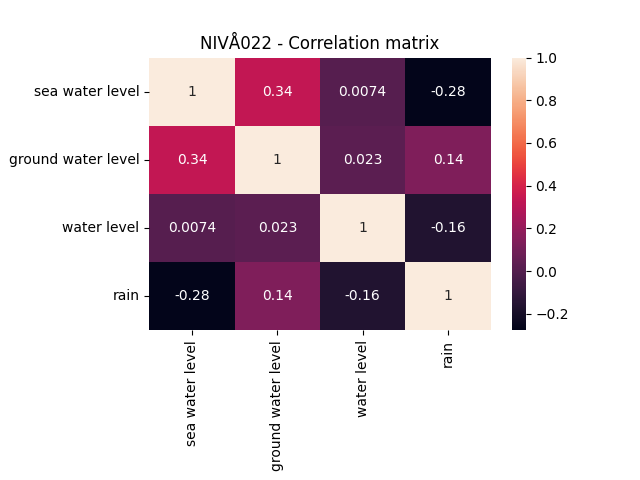 NIVÅ022 - Correlation matrix
sea water level 1 0.34 0.0074 -0.28
ground water level 0.34 1 0.023 0.14
water level 0.0074 0.023 1 -0.16
rain -0.28 0.14 -0.16 1
sea water level
ground water level
water level
rain
1.0
0.8
0.6
0.4
0.2
0.0
−0.2